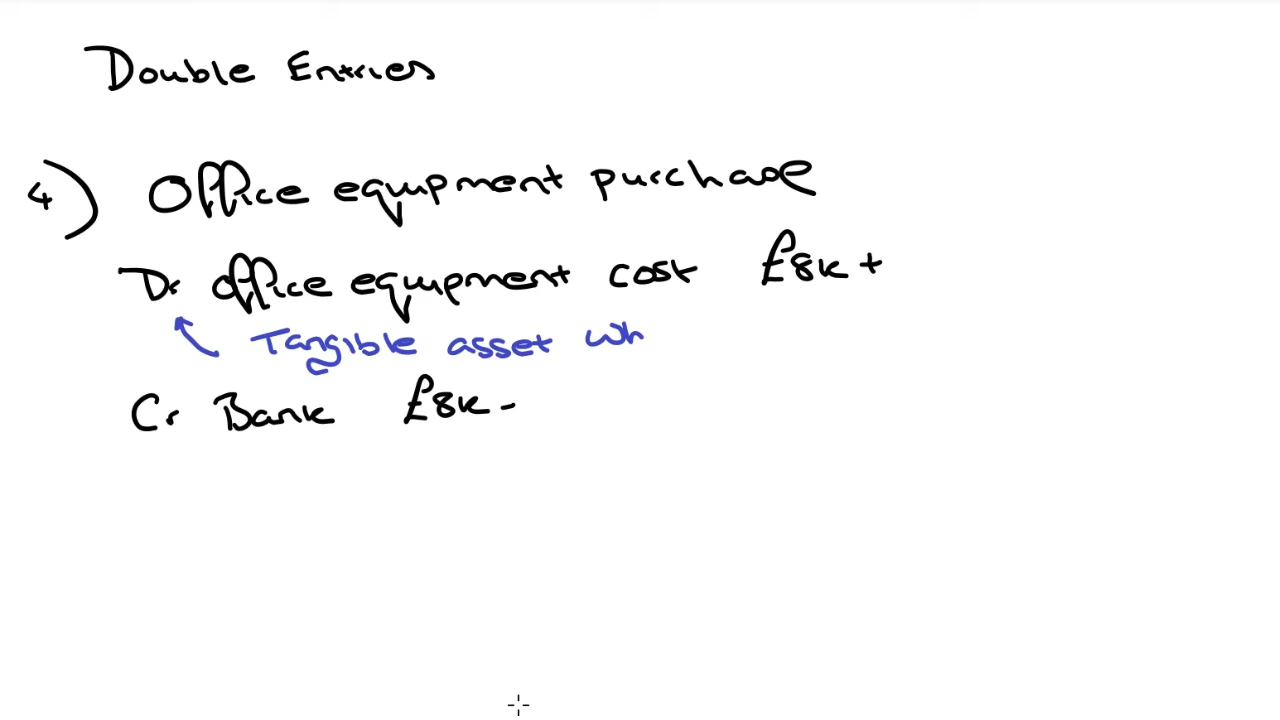 Double Entries
4) Office equipment purchase
Dr office equipment cost £8k +
Tangible asset wh
Cr Bank £8k -